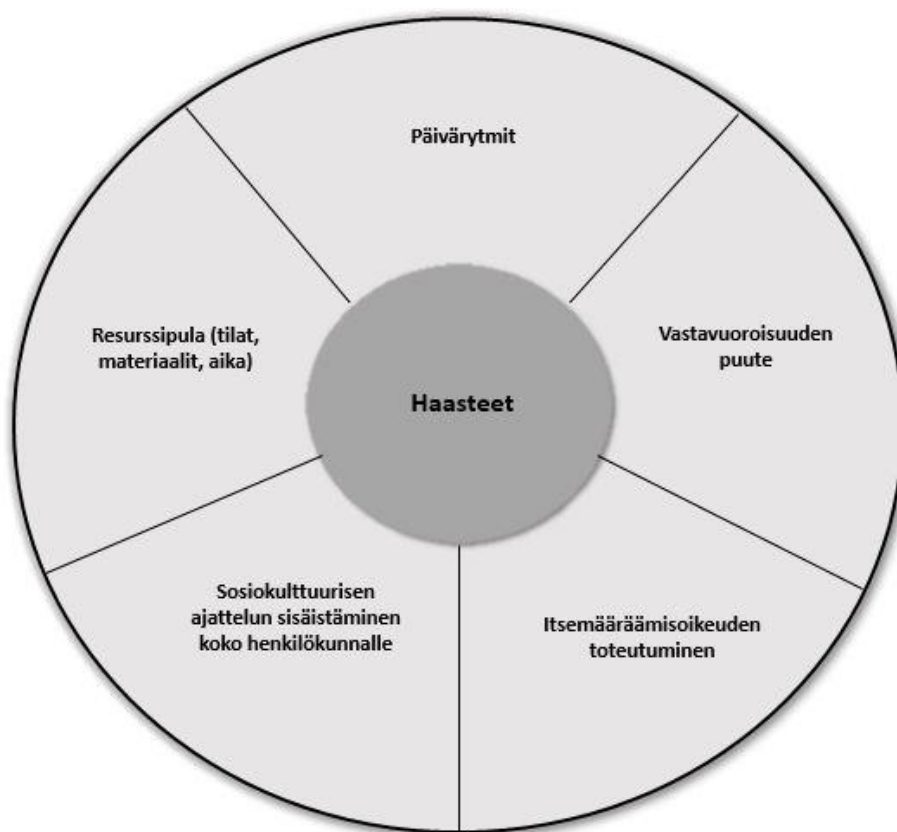 Päivärytmit
Resurssipula (tilat,
materiaalit, aika)
Vastavuoroisuuden
puute
Haasteet
Sosiokulttuurisen
ajattelun sisäistäminen
koko henkilökunnalle
Itsemääräämisoikeuden
toteutuminen